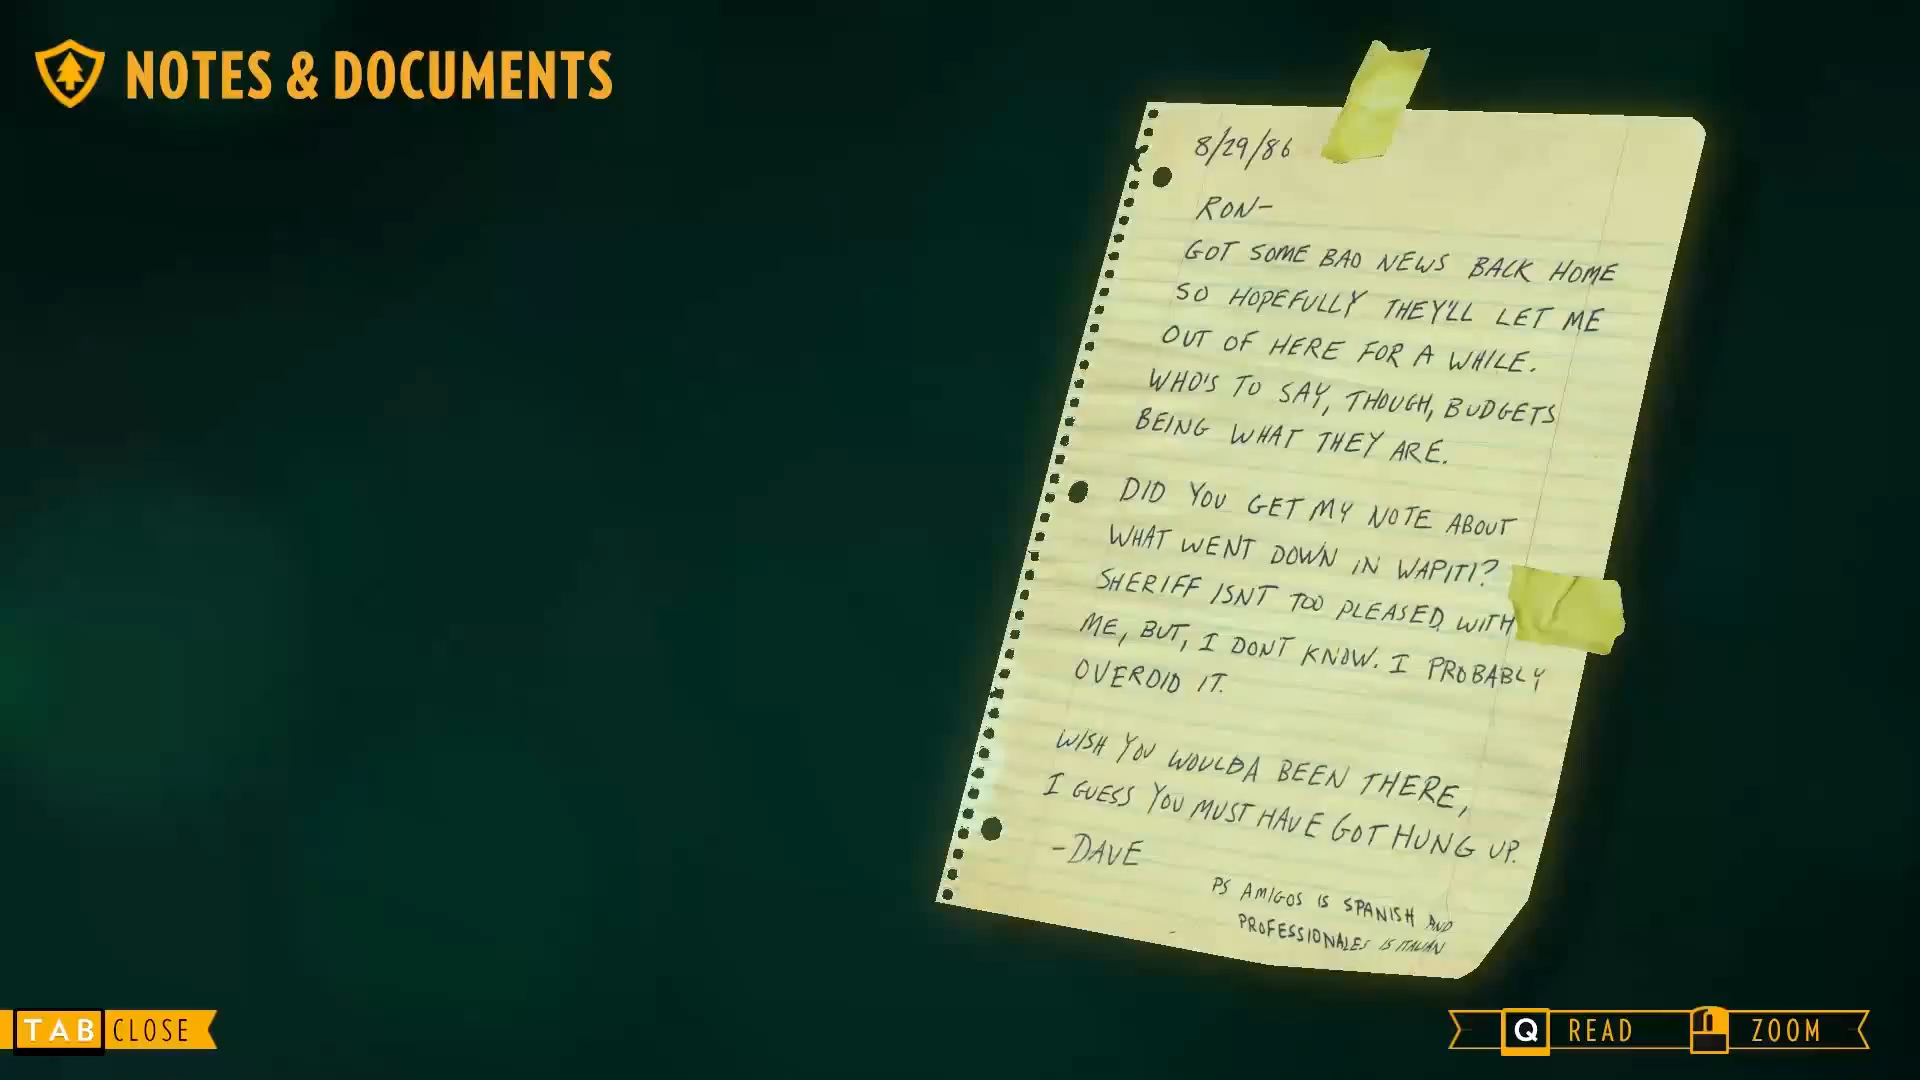 NOTES & DOCUMENTS
8/29/86
RON-
GOT SOME BAD NEWS BACK HOME
SO HOPEFULLY THEY'LL LET ME
OUT OF HERE FOR A WHILE.
WHO'S TO SAY, THOUGH, BUDGETS
BEING WHAT THEY ARE.
DID YOU GET MY NOTE ABOUT
WHAT WENT DOWN IN WAPITI?
SHERIFF ISNT TOO PLEASED WITH
ME, BUT, I DONT KNOW. I PROBABLY
OVERDID IT.
WISH YOU WOULDA BEEN THERE,
I GUESS YOU MUST HAVE GOT HUNG UP.
-DAVE
PS AMIGOS IS SPANISH AND
PROFESSIONALES IS ITALIAN
TAB CLOSE
Q READ ZOOM